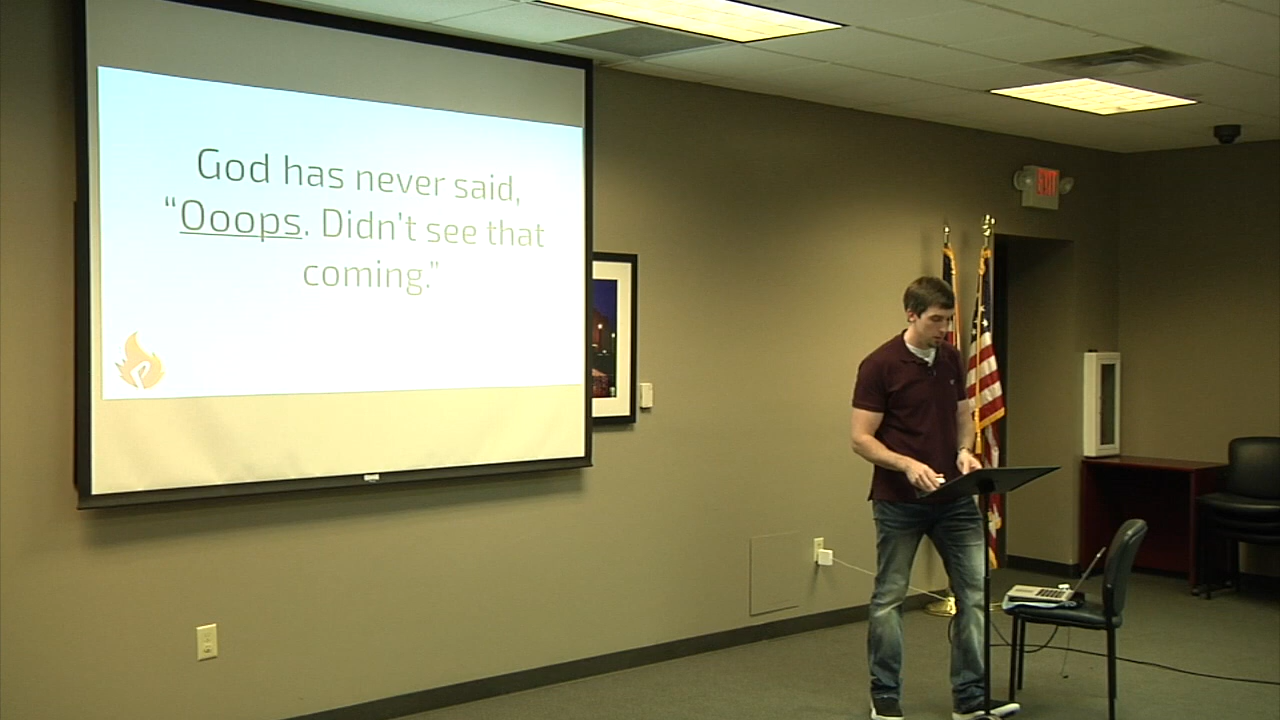 God has never said,
“Ooops. Didn't see that
coming.”
EXIT